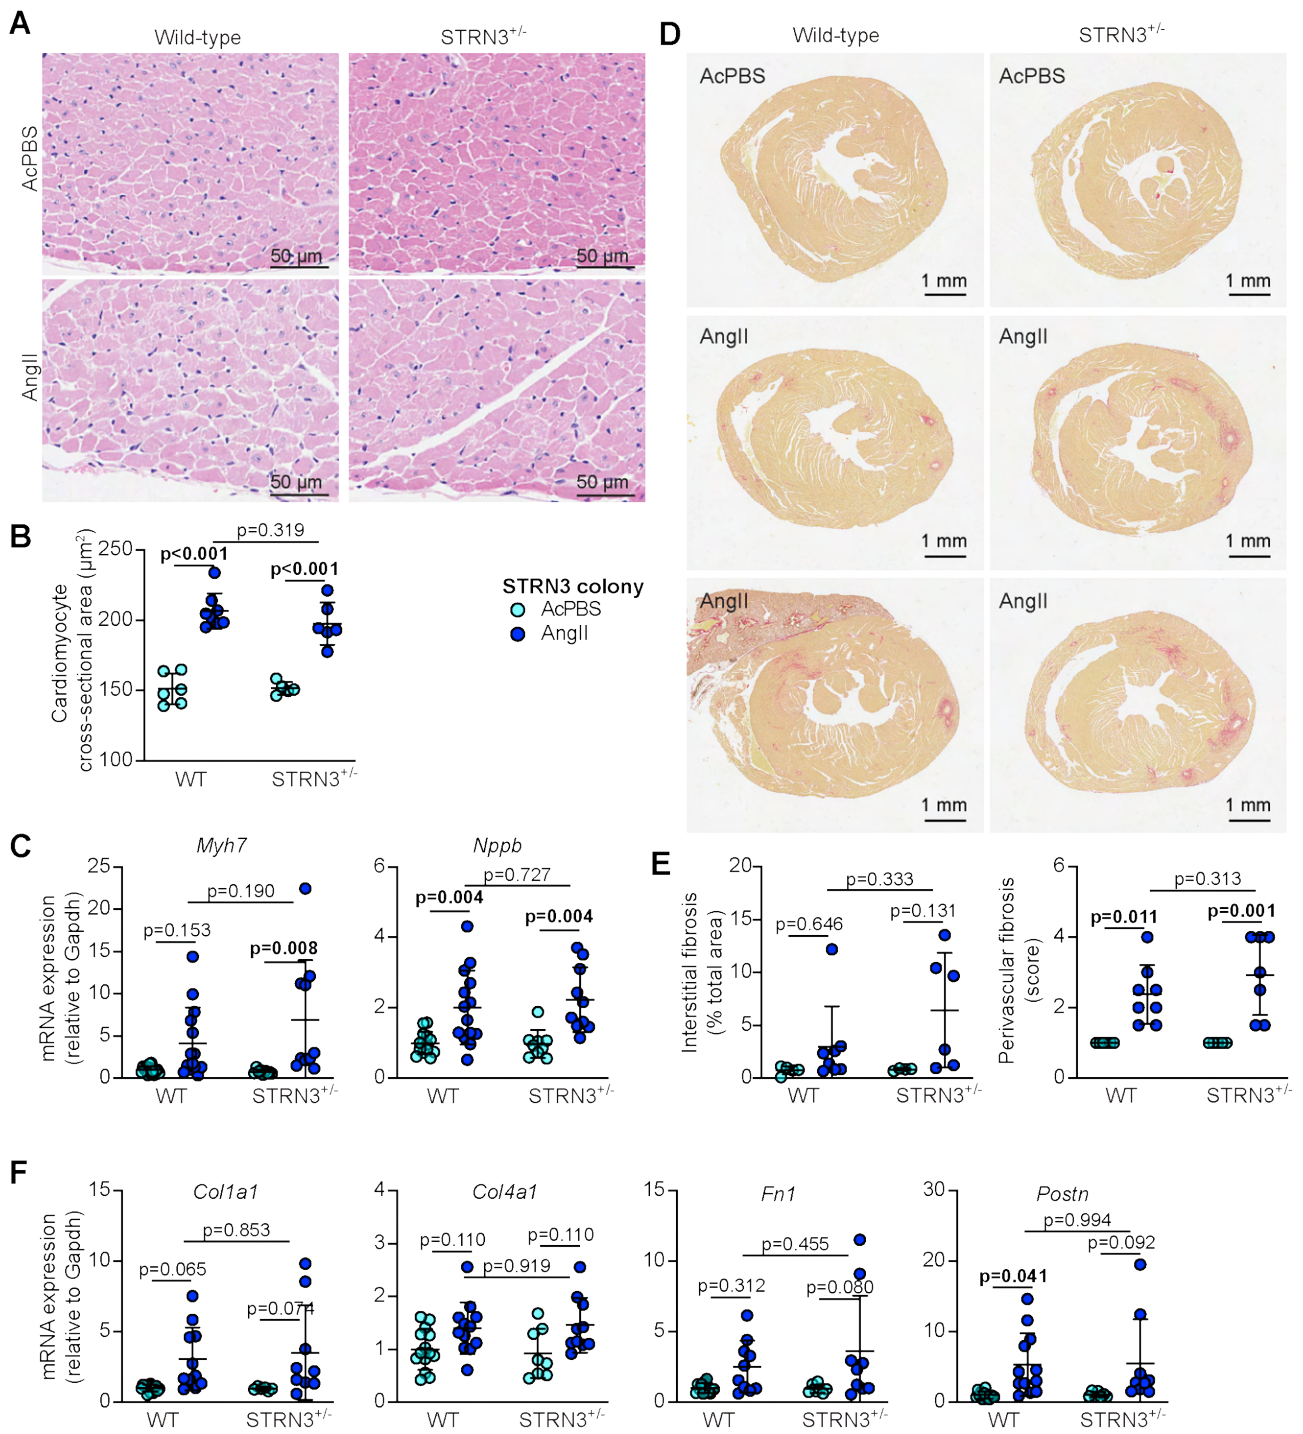 A
Wild-type
STRN3+/-
AcPBS
50 µm
50 µm
AngII
50 µm
50 µm
B
Cardiomyocyte
cross-sectional area (µm²)
250
200
150
100
p=0.319
p<0.001
p<0.001
WT
STRN3+/-
STRN3 colony
AcPBS
AngII
C
mRNA expression
(relative to Gapdh)
Myh7
25
20
15
10
5
0
p=0.190
p=0.153
p=0.008
WT
STRN3+/-
Nppb
6
4
2
0
p=0.727
p=0.004
p=0.004
WT
STRN3+/-
D
Wild-type
STRN3+/-
AcPBS
1 mm
AcPBS
1 mm
AngII
1 mm
AngII
1 mm
AngII
1 mm
AngII
1 mm
E
Interstitial fibrosis
(% total area)
20
15
10
5
0
p=0.333
p=0.646
p=0.131
WT
STRN3+/-
Perivascular fibrosis
(score)
6
4
2
0
p=0.313
p=0.011
p=0.001
WT
STRN3+/-
F
mRNA expression
(relative to Gapdh)
Col1a1
15
10
5
0
p=0.853
p=0.065
p=0.074
WT
STRN3+/-
Col4a1
4
3
2
1
0
p=0.110
p=0.110
p=0.919
WT
STRN3+/-
Fn1
15
10
5
0
p=0.455
p=0.312
p=0.080
WT
STRN3+/-
Postn
30
20
10
0
p=0.994
p=0.092
p=0.041
WT
STRN3+/-